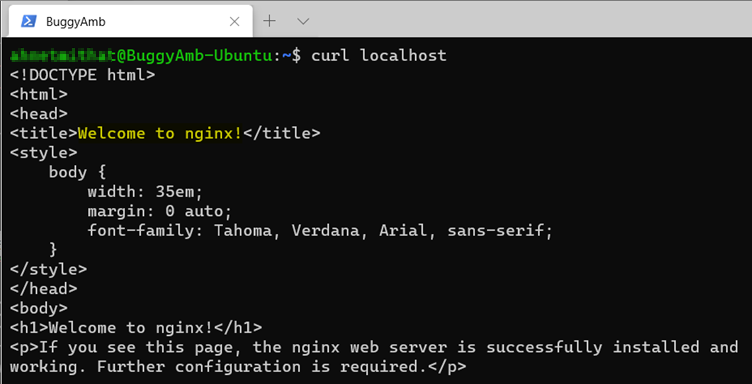 BuggyAmb
@BuggyAmb-Ubuntu:~$ curl localhost
<!DOCTYPE html>
<html>
<head>
<title>Welcome to nginx!</title>
<style>
    body {
        width: 35em;
        margin: 0 auto;
        font-family: Tahoma, Verdana, Arial, sans-serif;
    }
</style>
</head>
<body>
<h1>Welcome to nginx!</h1>
<p>If you see this page, the nginx web server is successfully installed and
working. Further configuration is required.</p>